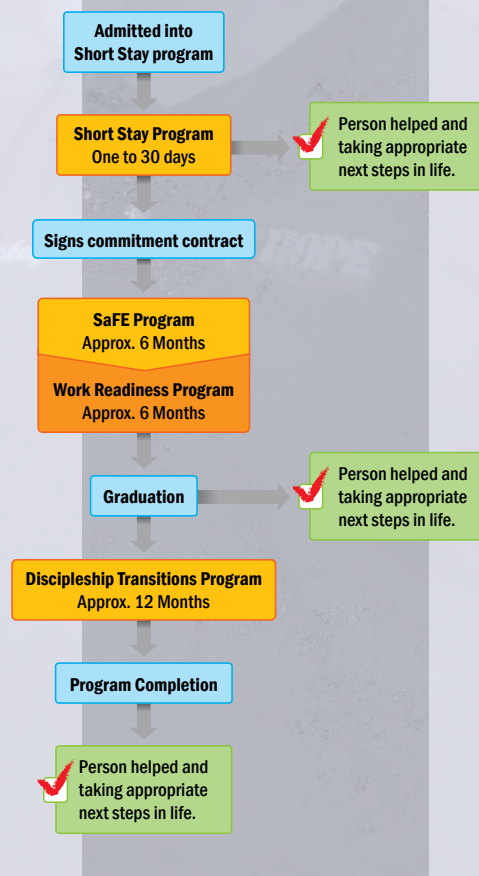 Admitted into
Short Stay program
Short Stay Program
One to 30 days
Person helped and
taking appropriate
next steps in life.
Signs commitment contract
HOPE
SaFE Program
Approx. 6 Months
Work Readiness Program
Approx. 6 Months
Graduation
Person helped and
taking appropriate
next steps in life.
Discipleship Transitions Program
Approx. 12 Months
Program Completion
Person helped and
taking appropriate
next steps in life.